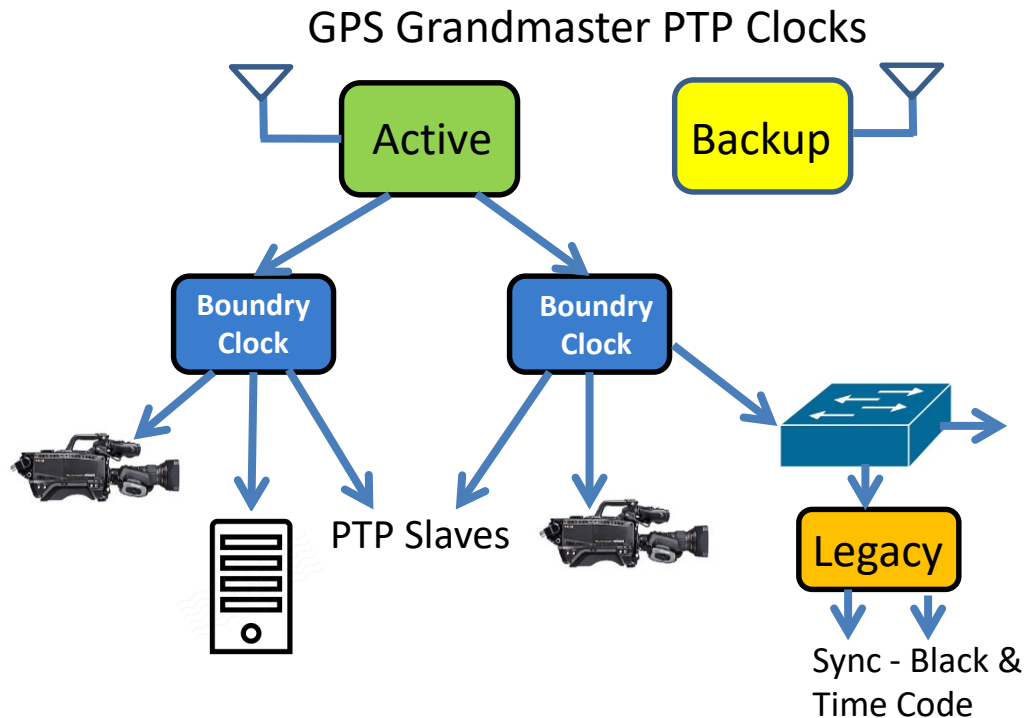 GPS Grandmaster PTP Clocks
Active
Backup
Boundry
Clock
Boundry
Clock
PTP Slaves
Legacy
Sync - Black &
Time Code